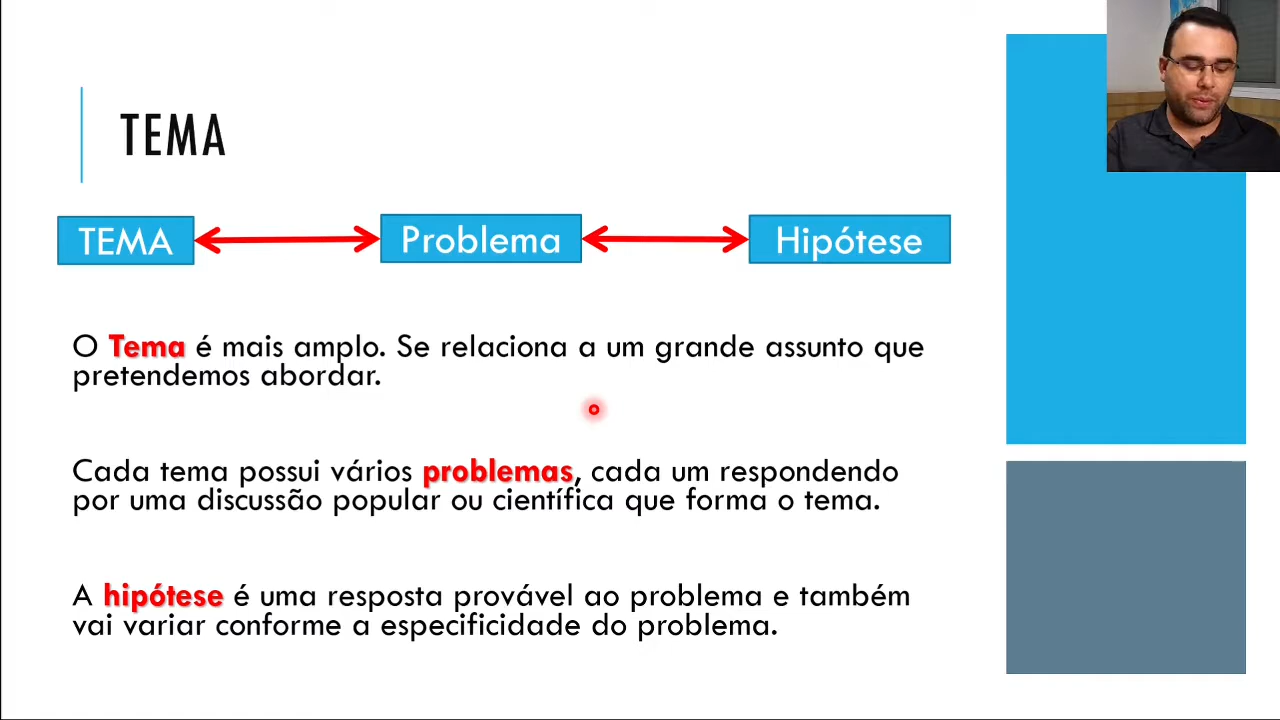 TEMA
TEMA Problema Hipótese
O Tema é mais amplo. Se relaciona a um grande assunto que
pretendemos abordar.
Cada tema possui vários problemas, cada um respondendo
por uma discussão popular ou científica que forma o tema.
A hipótese é uma resposta provável ao problema e também
vai variar conforme a especificidade do problema.